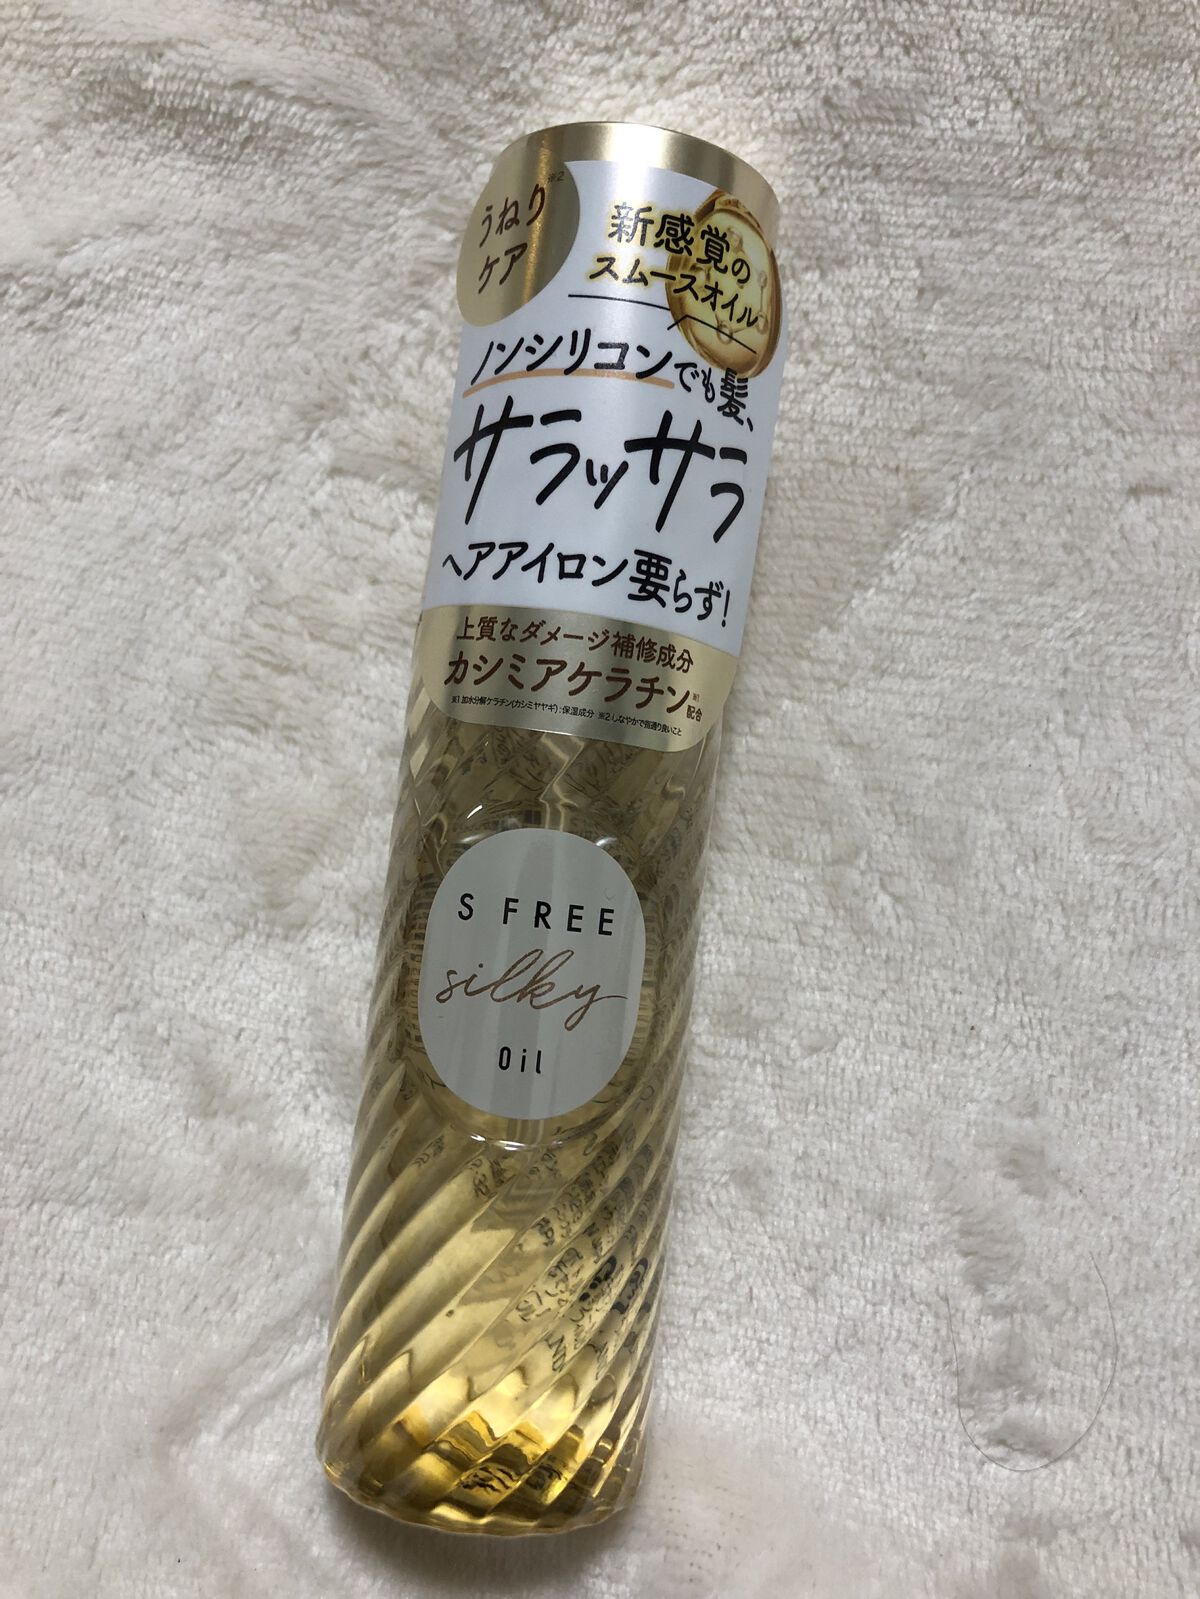 うねり※2
ケア
新感覚の
スムースオイル
ノンシリコンでも髪、
サラッサラ
ヘアアイロン要らず!
上質なダメージ補修成分
カシミアケラチン※1配合
※1 加水分解ケラチン(カシミヤヤギ):保湿成分 ※2 しなやかで指通り良いこと
S FREE
silky
Oil